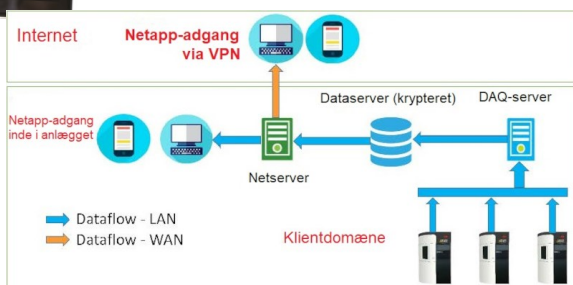 Internet
Netapp-adgang
via VPN
Netapp-adgang
inde i anlægget
Dataserver (krypteret)
DAQ-server
Netserver
Dataflow - LAN
Dataflow - WAN
Klientdomæne